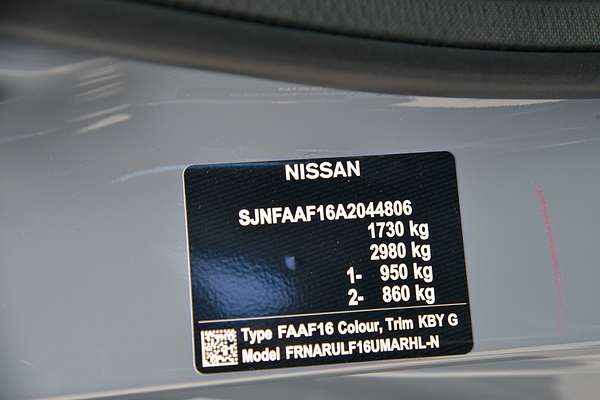 NISSAN
SJNFAAF16A2044806
1730 kg
2980 kg
1- 950 kg
2- 860 kg
Type FAAF16 Colour, Trim KBY G
Model FRNARULF16UMARHL-N